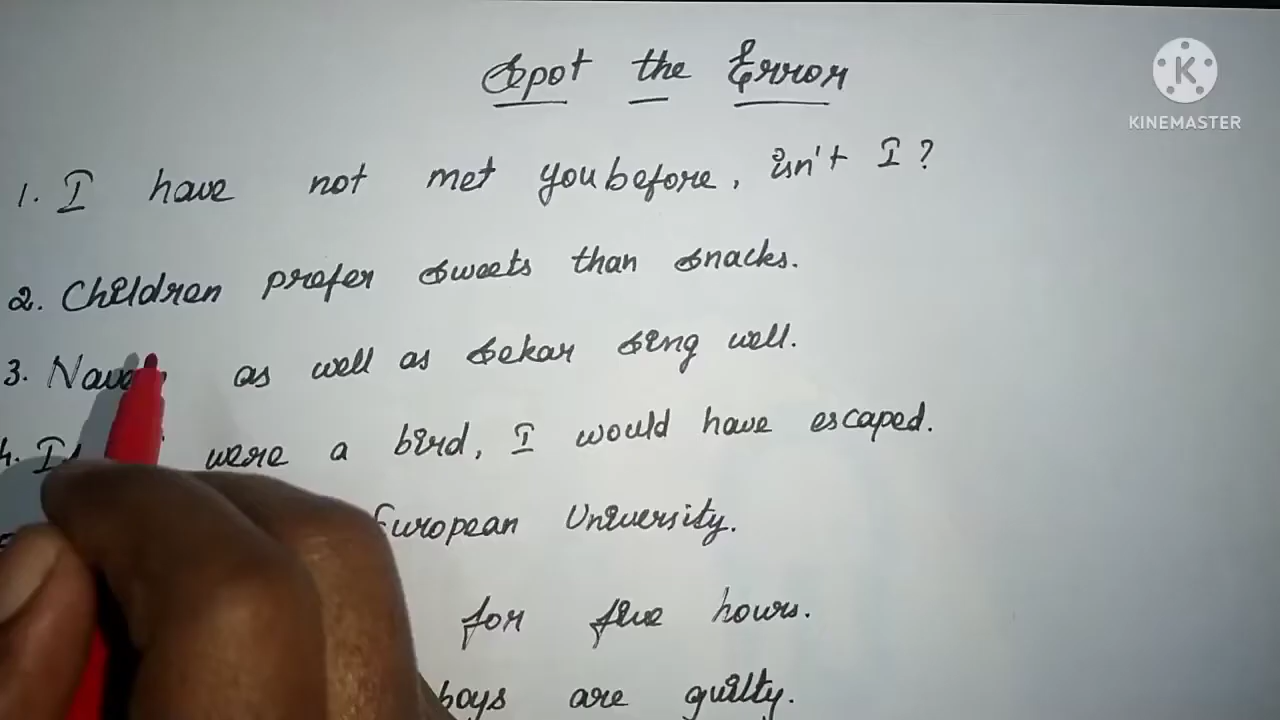 Spot the Error
KINEMASTER
1. I have not met you before, isn't I?
2. Children prefer sweets than snacks.
3. as well as Sekar sing well.
4. were a bird, I would have escaped.
European University.
for five hours.
boys are guilty.